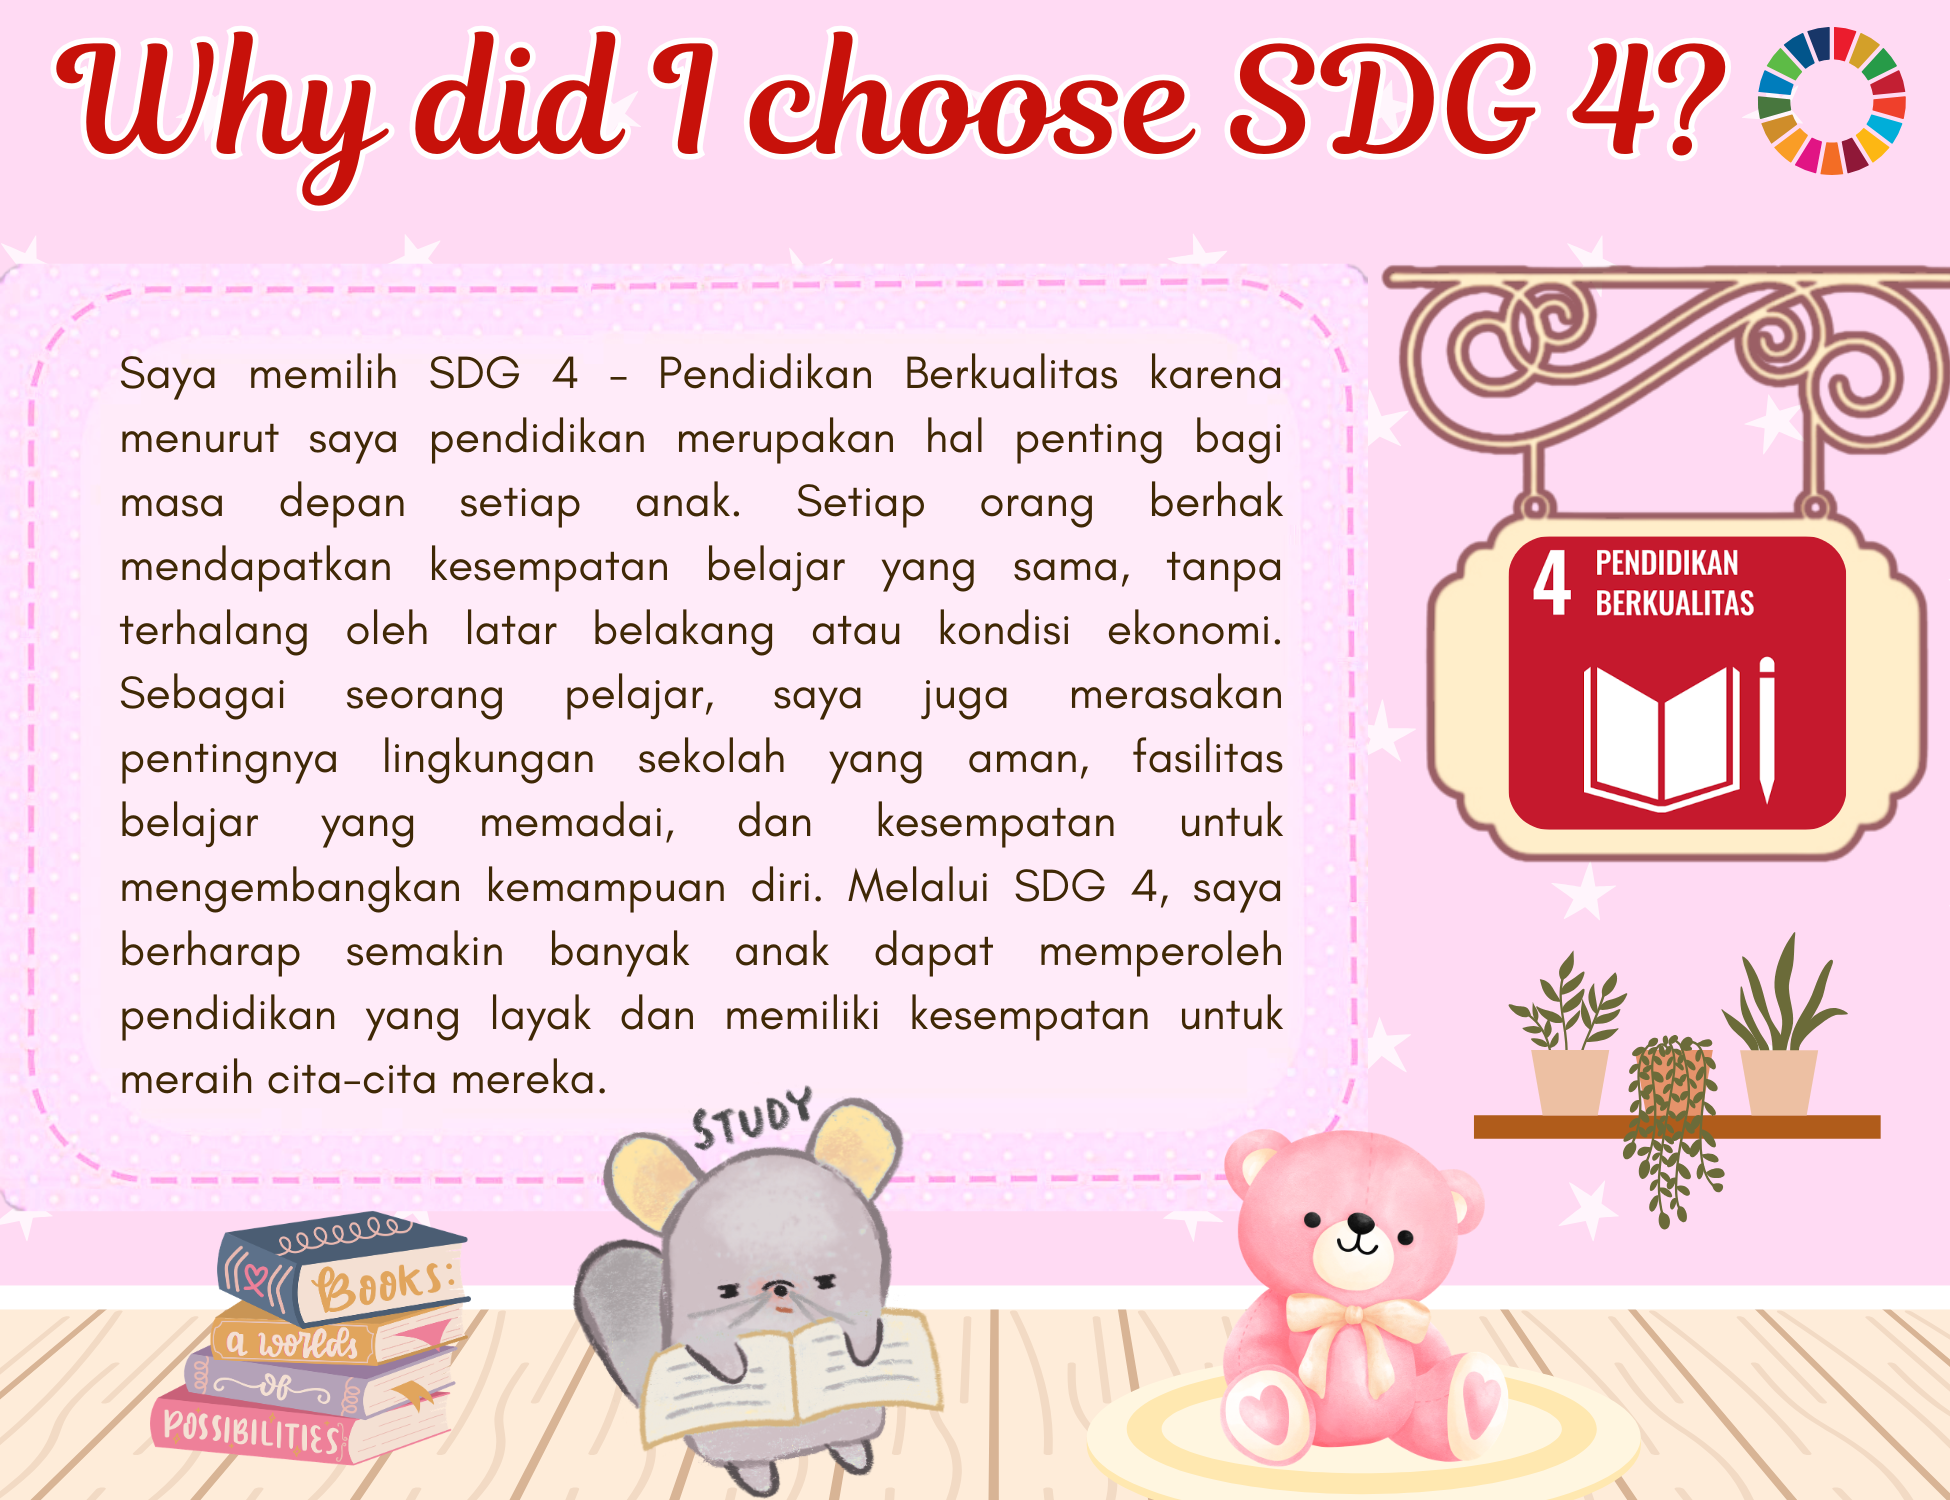 Why did I choose SDG 4?
Saya memilih SDG 4 - Pendidikan Berkualitas karena
menurut saya pendidikan merupakan hal penting bagi
masa depan setiap anak. Setiap orang berhak
mendapatkan kesempatan belajar yang sama, tanpa
terhalang oleh latar belakang atau kondisi ekonomi.
Sebagai seorang pelajar, saya juga merasakan
pentingnya lingkungan sekolah yang aman, fasilitas
belajar yang memadai, dan kesempatan untuk
mengembangkan kemampuan diri. Melalui SDG 4, saya
berharap semakin banyak anak dapat memperoleh
pendidikan yang layak dan memiliki kesempatan untuk
meraih cita-cita mereka.
4 PENDIDIKAN
BERKUALITAS
STUDY
BOOKS:
a worlds
of
POSSIBILITIES